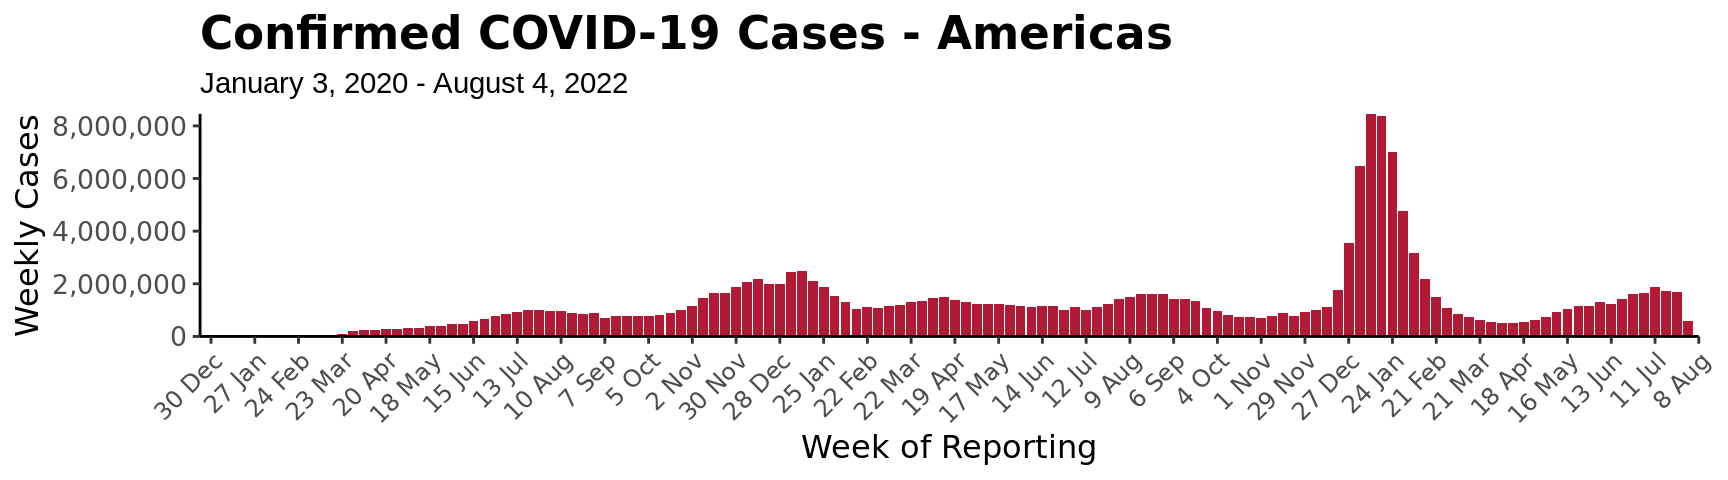 Confirmed COVID-19 Cases - Americas
January 3, 2020 - August 4, 2022
Weekly Cases
8,000,000
6,000,000
4,000,000
2,000,000
0
30 Dec
27 Jan
24 Feb
23 Mar
20 Apr
18 May
15 Jun
13 Jul
10 Aug
7 Sep
5 Oct
2 Nov
30 Nov
28 Dec
25 Jan
22 Feb
22 Mar
19 Apr
17 May
14 Jun
12 Jul
9 Aug
6 Sep
4 Oct
1 Nov
29 Nov
27 Dec
24 Jan
21 Feb
21 Mar
18 Apr
16 May
13 Jun
11 Jul
8 Aug
Week of Reporting